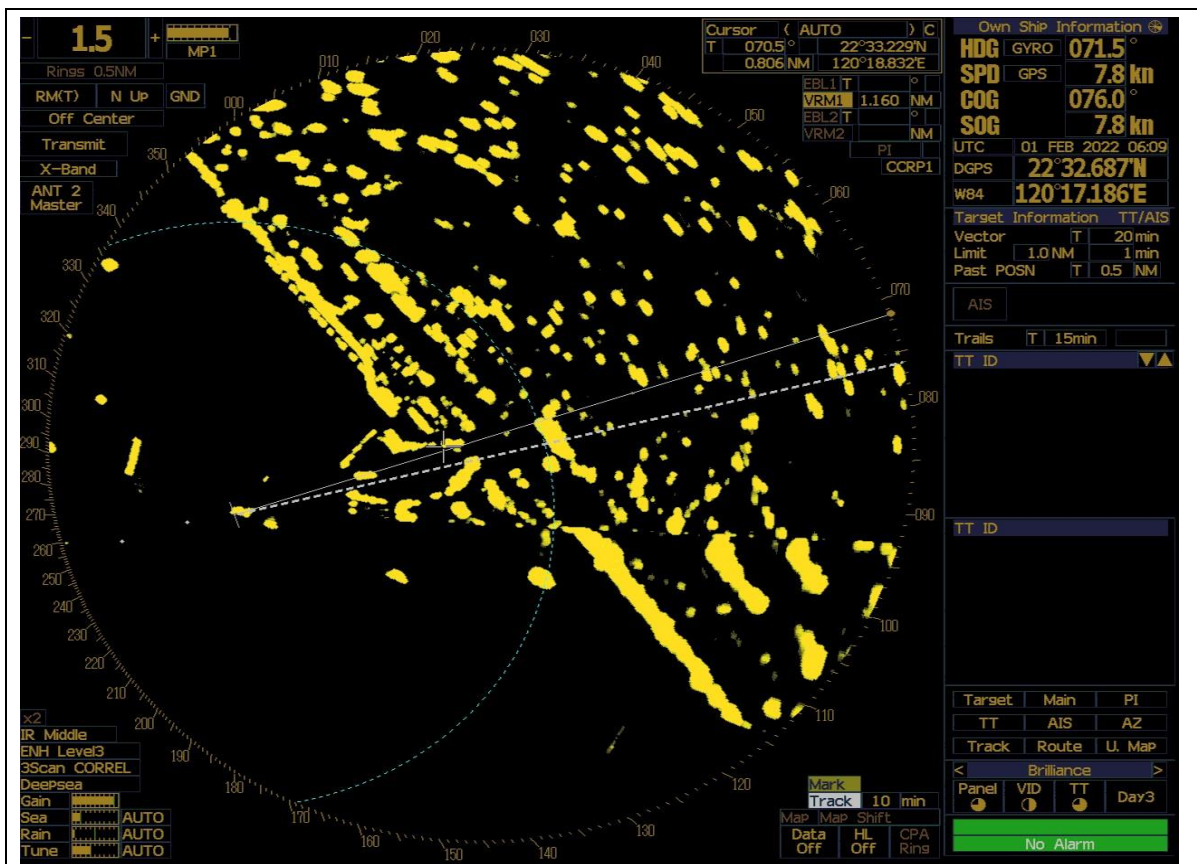 - 1.5 + MP1
Rings 0.5NM
RM(T) N Up GND
Off Center
Transmit
X-Band
ANT 2
Master
Cursor ( AUTO ) C
T 070.5 ° 22°33.229'N
0.806 NM 120°18.832'E
EBL1 T °
VRM1 1.160 NM
EBL2 T °
VRM2 NM
PI
CCRP1
Own Ship Information
HDG GYRO 071.5 °
SPD GPS 7.8 kn
COG 076.0 °
SOG 7.8 kn
UTC 01 FEB 2022 06:09
DGPS 22°32.687'N
W84 120°17.186'E
Target Information TT/AIS
Vector T 20 min
Limit 1.0 NM 1 min
Past POSN T 0.5 NM
AIS
Trails T 15min
TT ID
TT ID
000
010
020
030
050
060
070
080
090
100
110
120
130
140
150
160
170
180
190
200
210
220
230
240
250
260
270
280
290
300
310
320
330
340
350
x2
IR Middle
ENH Level3
3Scan CORREL
Deepsea
Gain
Sea AUTO
Rain AUTO
Tune AUTO
Mark
Track 10 min
Map Map Shift
Data Off HL Off CPA Ring
Target Main PI
TT AIS AZ
Track Route U. Map
< Brilliance >
Panel VID TT Day3
No Alarm